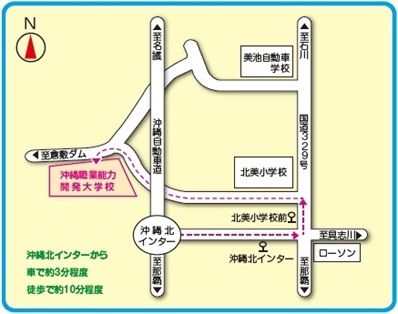 N
至名護
至石川
美池自動車
学校
沖縄自動車道
国道329号
至倉敷ダム
沖縄職業能力
開発大学校
北美小学校
北美小学校前
沖縄北
インター
至具志川
沖縄北インター
ローソン
沖縄北インターから
車で約3分程度
徒歩で約10分程度
至那覇
至那覇